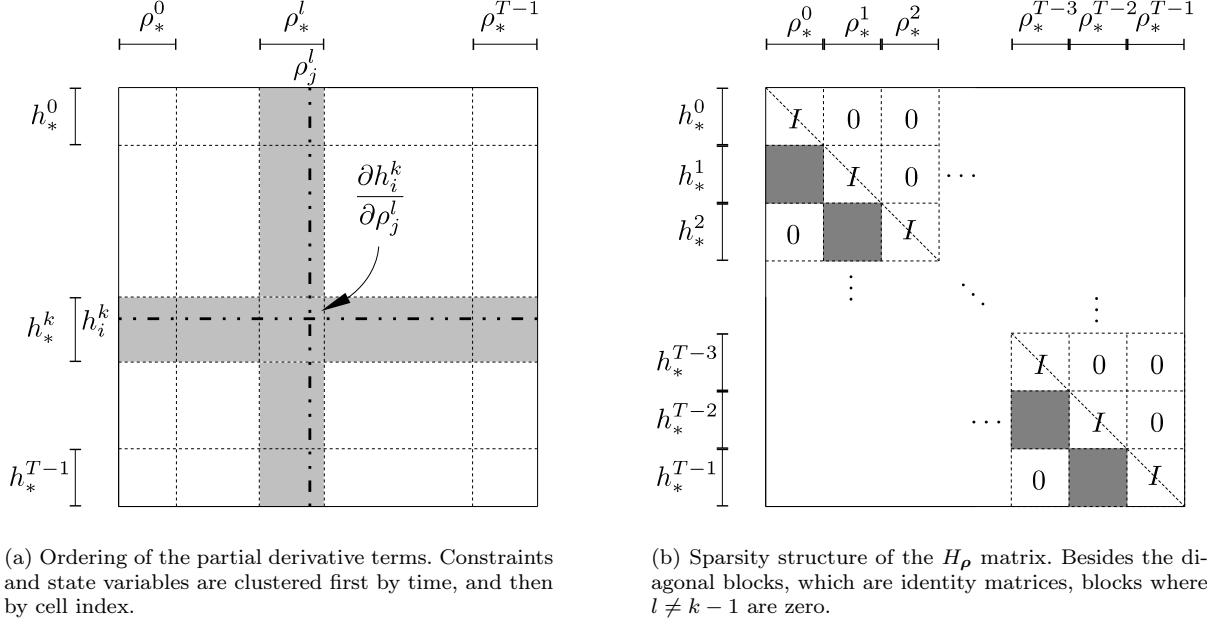 ρ_*^0 ρ_*^l ρ_*^{T−1}
ρ_j^l
h_*^0
∂h_i^k
∂ρ_j^l
h_*^k h_i^k
h_*^{T−1}
(a) Ordering of the partial derivative terms. Constraints
and state variables are clustered first by time, and then
by cell index.
ρ_*^0 ρ_*^1 ρ_*^2 ρ_*^{T−3} ρ_*^{T−2} ρ_*^{T−1}
h_*^0 I 0 0
h_*^1 I 0 ···
h_*^2 0 I
⋮ ⋱ ⋮
h_*^{T−3} I 0 0
h_*^{T−2} ··· I 0
h_*^{T−1} 0 I
(b) Sparsity structure of the H_ρ matrix. Besides the di-
agonal blocks, which are identity matrices, blocks where
l ≠ k − 1 are zero.